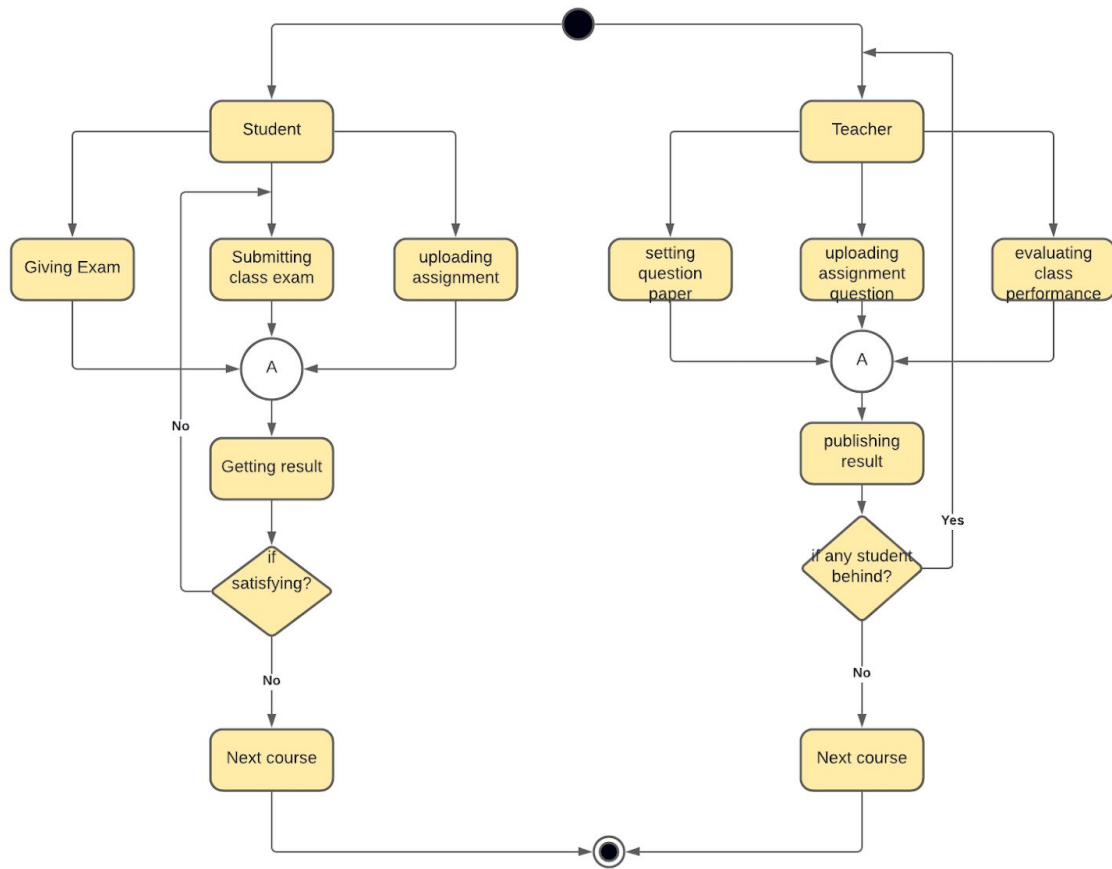 Student
Teacher
Giving Exam
Submitting
class exam
uploading
assignment
setting
question
paper
uploading
assignment
question
evaluating
class
performance
A
A
No
Getting result
publishing
result
Yes
if
satisfying?
if any student
behind?
No
No
Next course
Next course